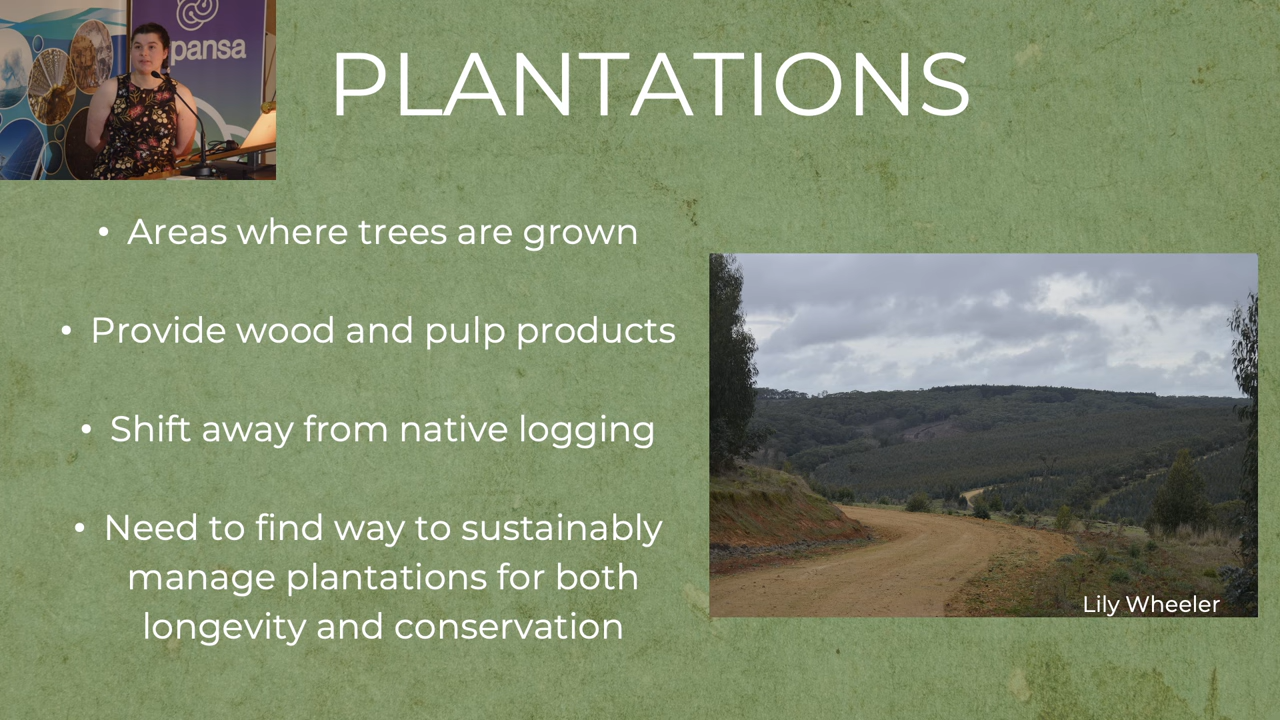 pansa
PLANTATIONS
• Areas where trees are grown
• Provide wood and pulp products
• Shift away from native logging
• Need to find way to sustainably
manage plantations for both
longevity and conservation
Lily Wheeler